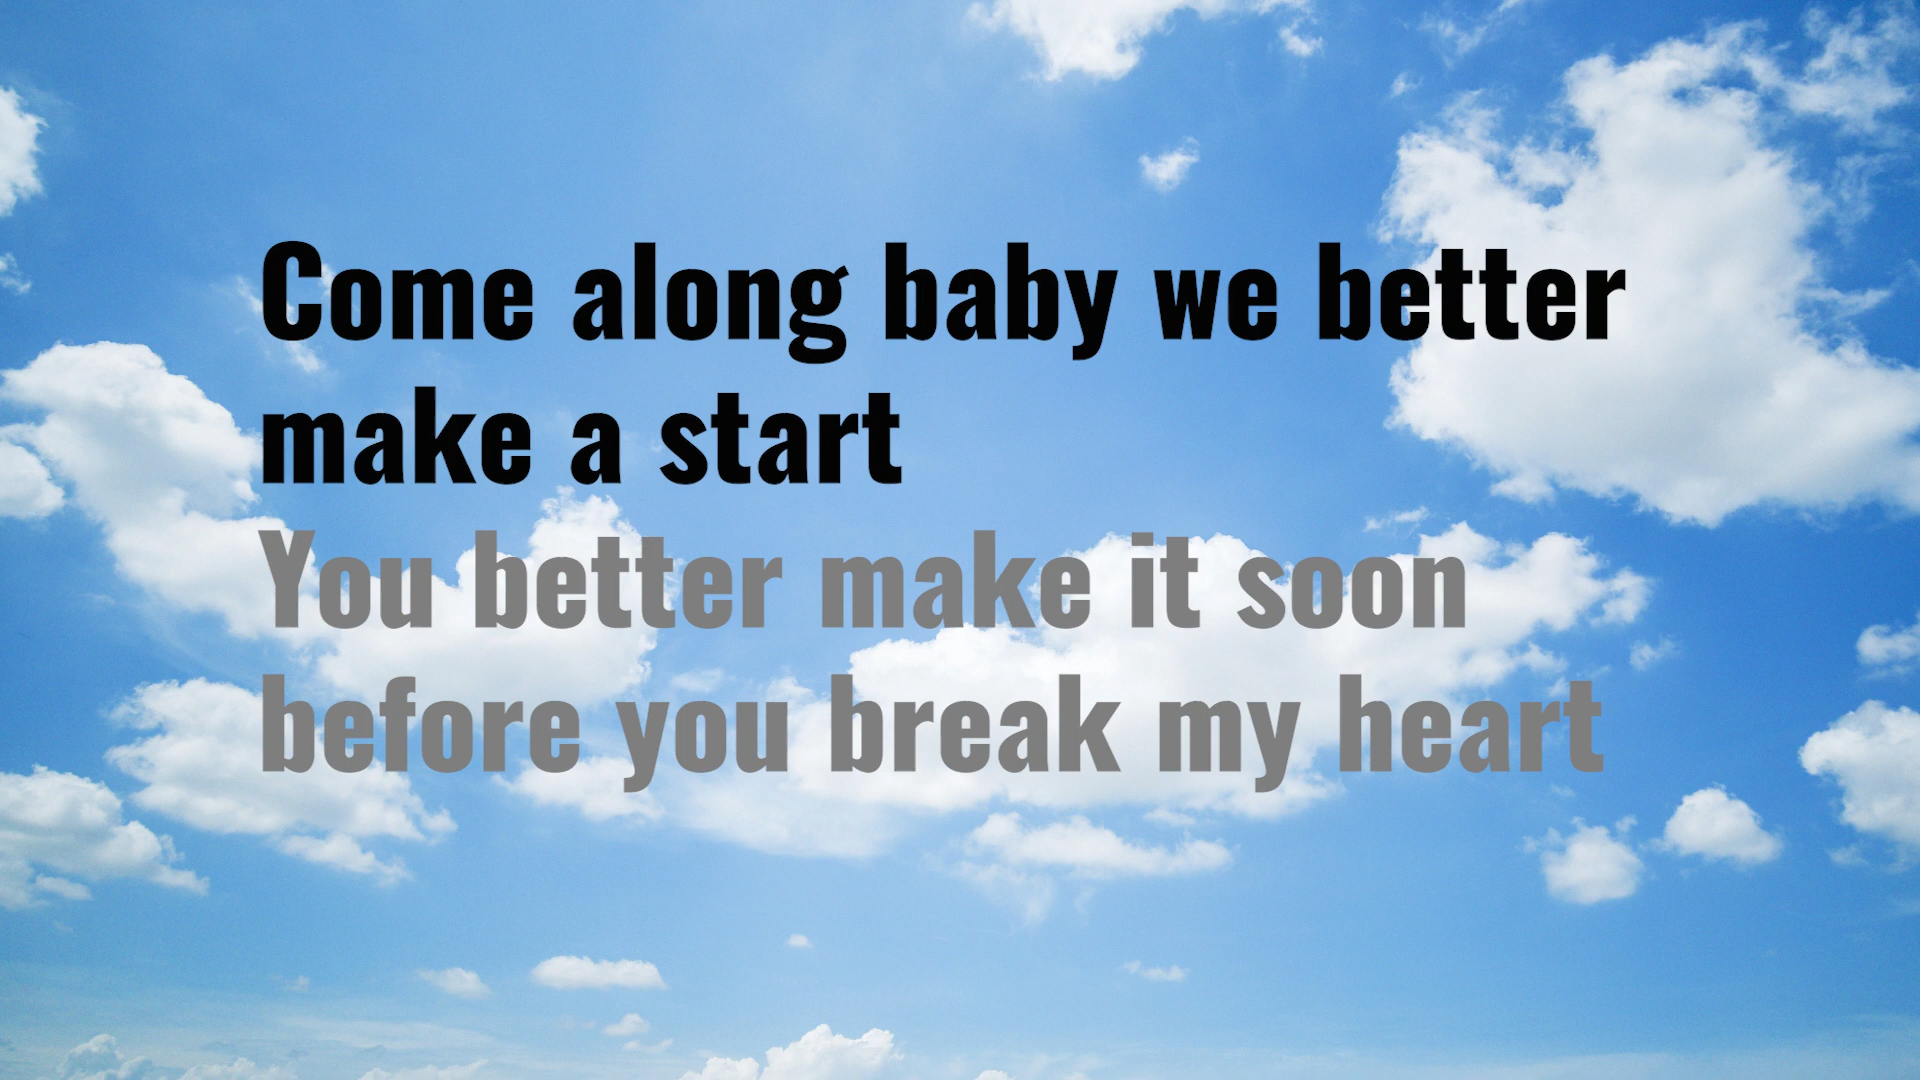 Come along baby we better
make a start
You better make it soon
before you break my heart